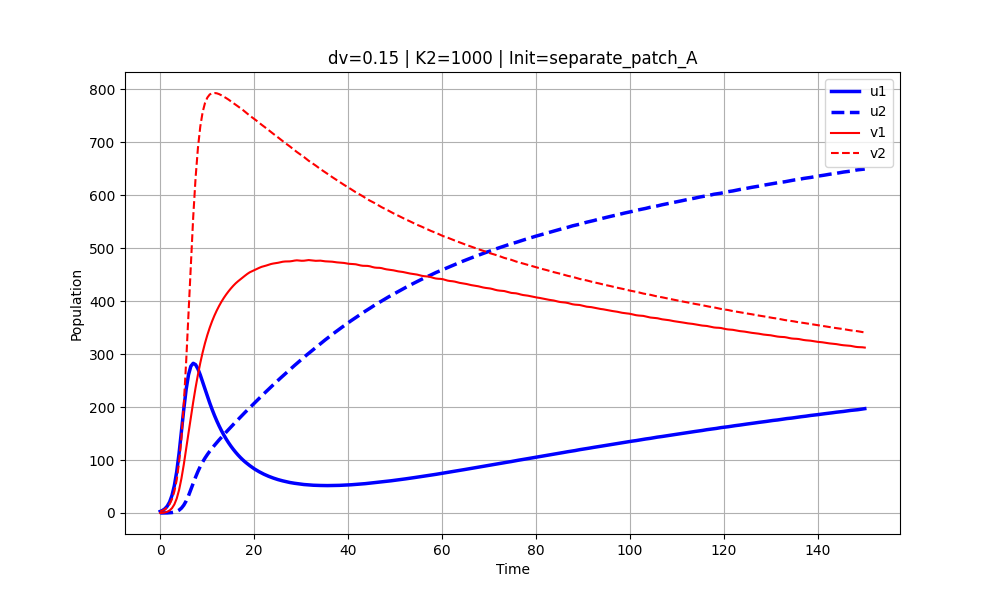 dv=0.15 | K2=1000 | Init=separate_patch_A
u1
u2
v1
v2
Population
800
700
600
500
400
300
200
100
0
0 20 40 60 80 100 120 140
Time